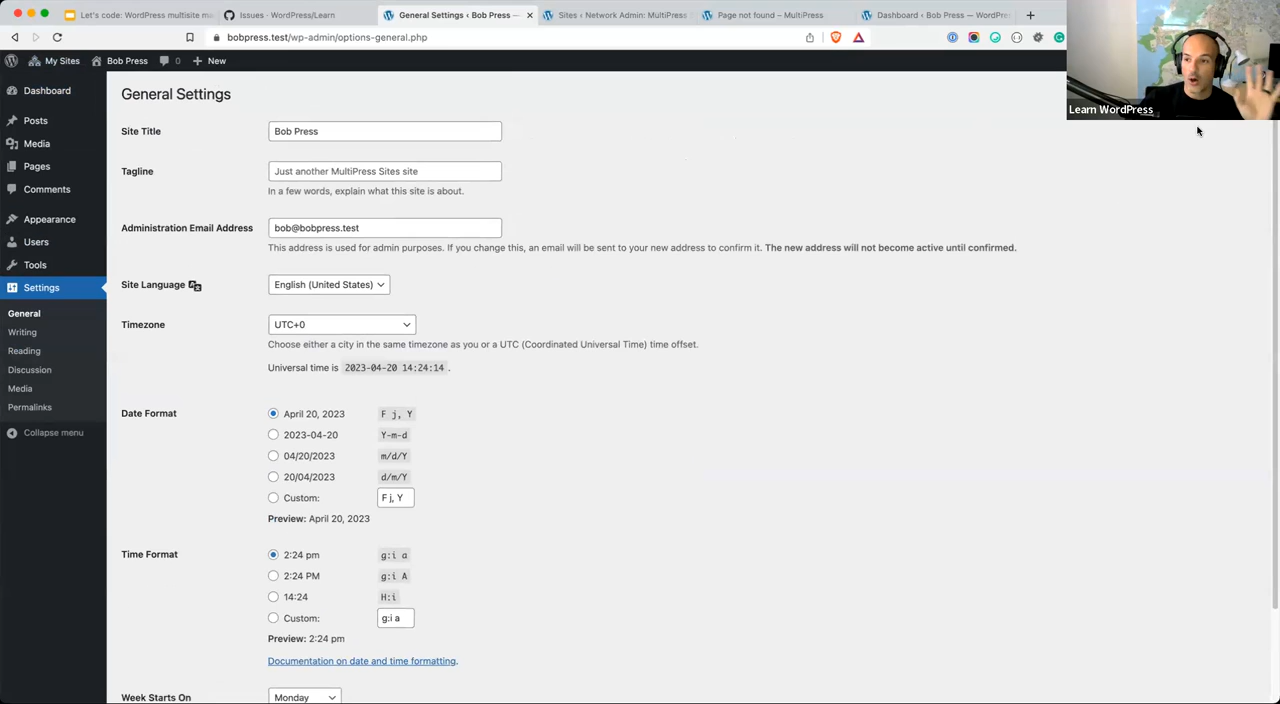 Let's code: WordPress multisite ma
Issues · WordPress/Learn
General Settings ‹ Bob Press —
Sites ‹ Network Admin: MultiPress
Page not found – MultiPress
Dashboard ‹ Bob Press — WordPre
bobpress.test/wp-admin/options-general.php
My Sites
Bob Press
0
New
Learn WordPress
Dashboard
Posts
Media
Pages
Comments
Appearance
Users
Tools
Settings
General
Writing
Reading
Discussion
Media
Permalinks
Collapse menu
General Settings
Site Title
Bob Press
Tagline
Just another MultiPress Sites site
In a few words, explain what this site is about.
Administration Email Address
bob@bobpress.test
This address is used for admin purposes. If you change this, an email will be sent to your new address to confirm it. The new address will not become active until confirmed.
Site Language
English (United States)
Timezone
UTC+0
Choose either a city in the same timezone as you or a UTC (Coordinated Universal Time) time offset.
Universal time is 2023-04-20 14:24:14 .
Date Format
April 20, 2023 F j, Y
2023-04-20 Y-m-d
04/20/2023 m/d/Y
20/04/2023 d/m/Y
Custom: F j, Y
Preview: April 20, 2023
Time Format
2:24 pm g:i a
2:24 PM g:i A
14:24 H:i
Custom: g:i a
Preview: 2:24 pm
Documentation on date and time formatting.
Week Starts On
Monday